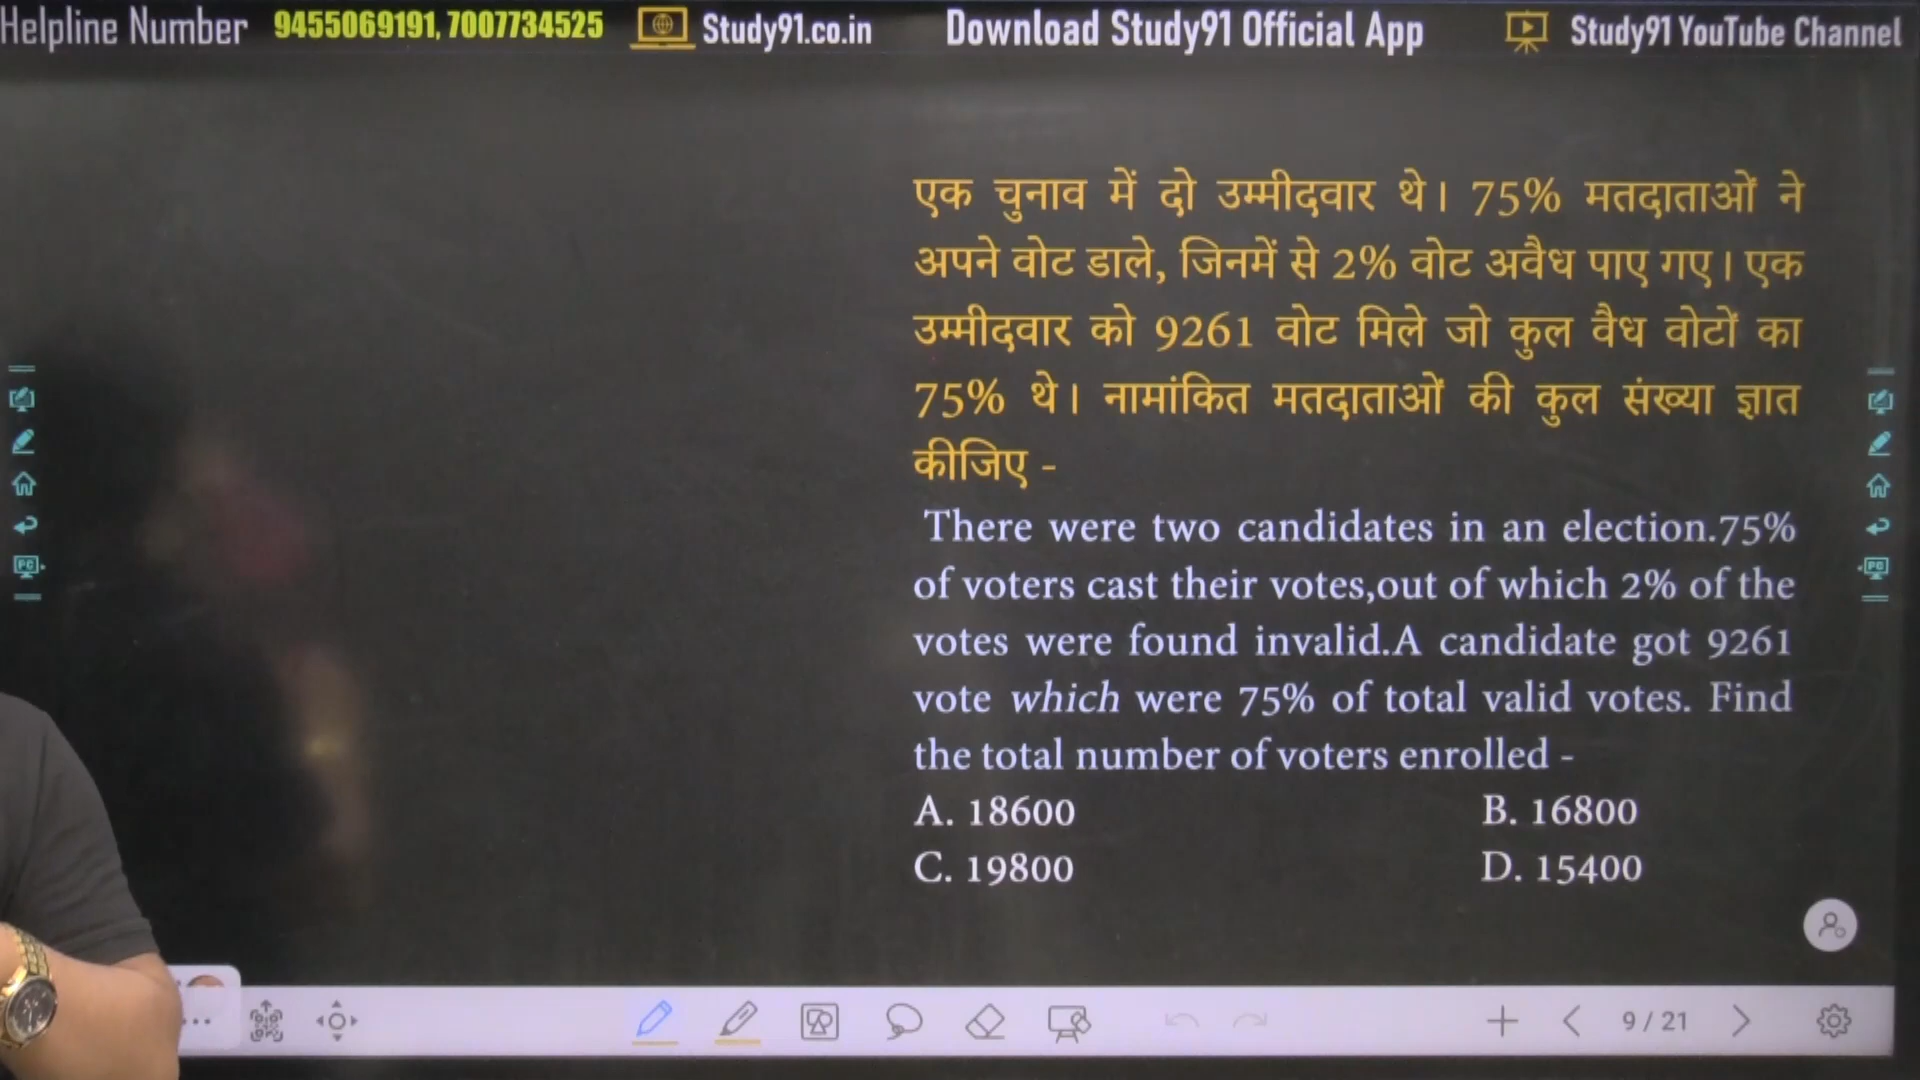 Helpline Number 9455069191, 7007734525 Study91.co.in Download Study91 Official App Study91 YouTube Channel
एक चुनाव में दो उम्मीदवार थे। 75% मतदाताओं ने
अपने वोट डाले, जिनमें से 2% वोट अवैध पाए गए। एक
उम्मीदवार को 9261 वोट मिले जो कुल वैध वोटों का
75% थे। नामांकित मतदाताओं की कुल संख्या ज्ञात
कीजिए -
There were two candidates in an election.75%
of voters cast their votes,out of which 2% of the
votes were found invalid.A candidate got 9261
vote which were 75% of total valid votes. Find
the total number of voters enrolled -
A. 18600 B. 16800
C. 19800 D. 15400
PC PC
9 / 21